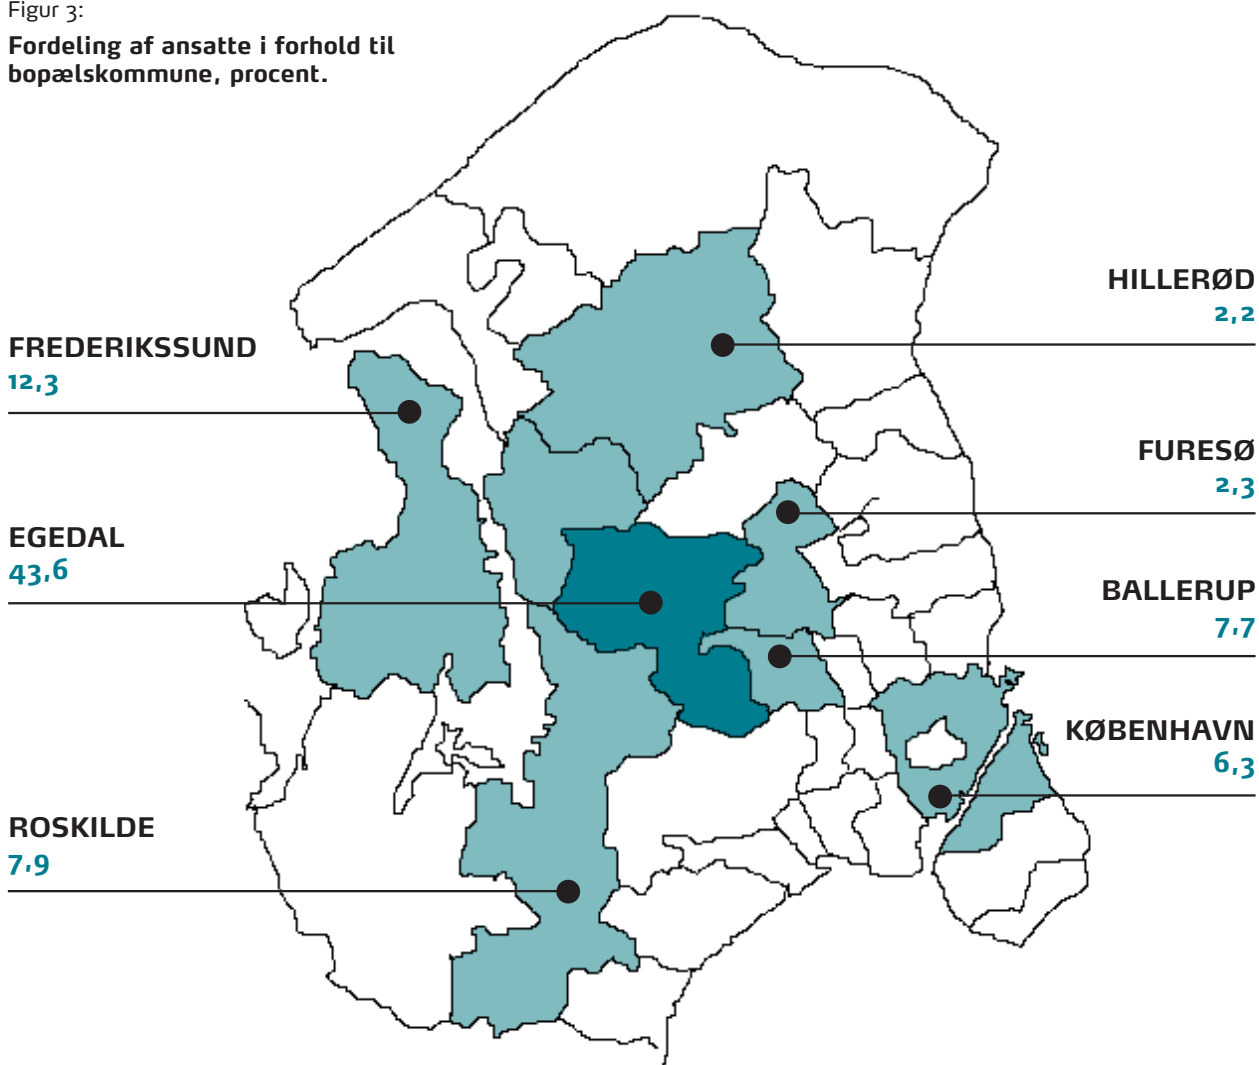 Figur 3:
Fordeling af ansatte i forhold til
bopælskommune, procent.
FREDERIKSSUND
12,3
EGEDAL
43,6
ROSKILDE
7,9
HILLERØD
2,2
FURESØ
2,3
BALLERUP
7,7
KØBENHAVN
6,3